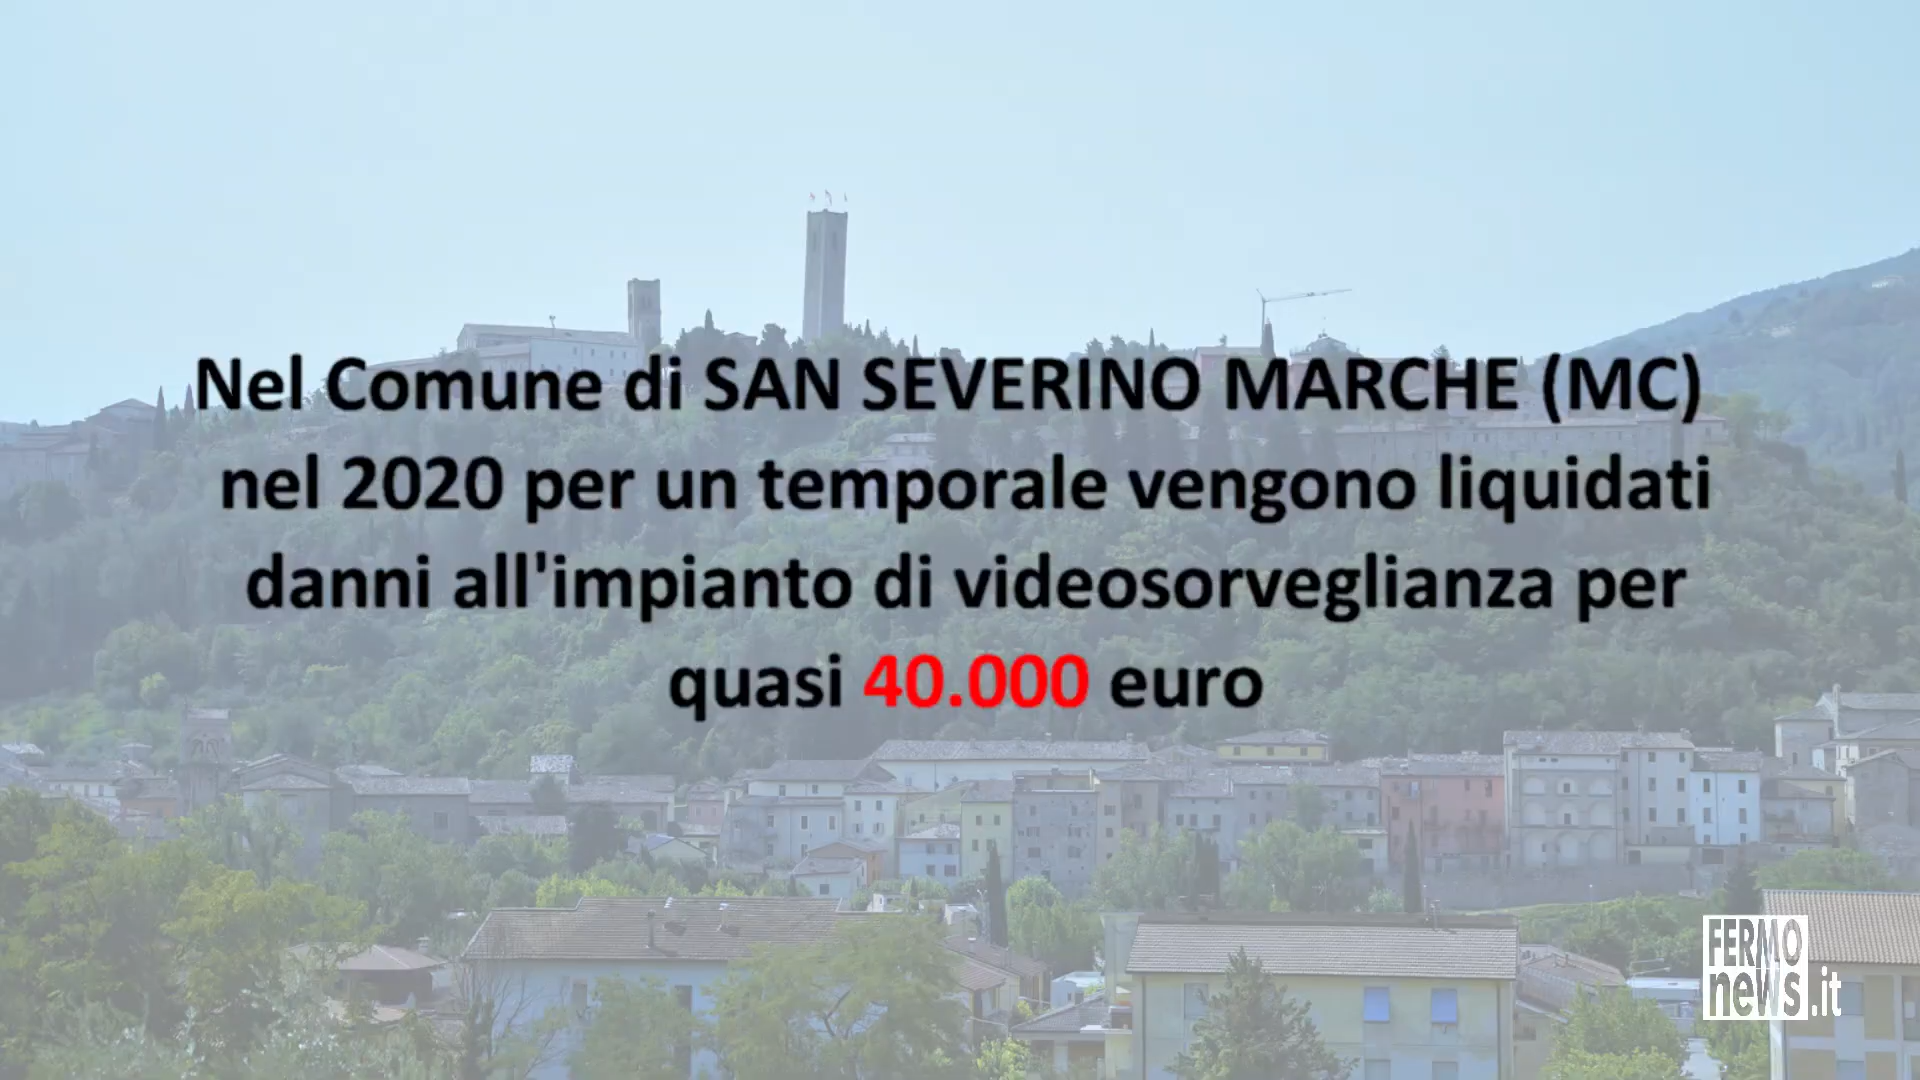 Nel Comune di SAN SEVERINO MARCHE (MC)
nel 2020 per un temporale vengono liquidati
danni all'impianto di videosorveglianza per
quasi 40.000 euro
FERMO
news.it